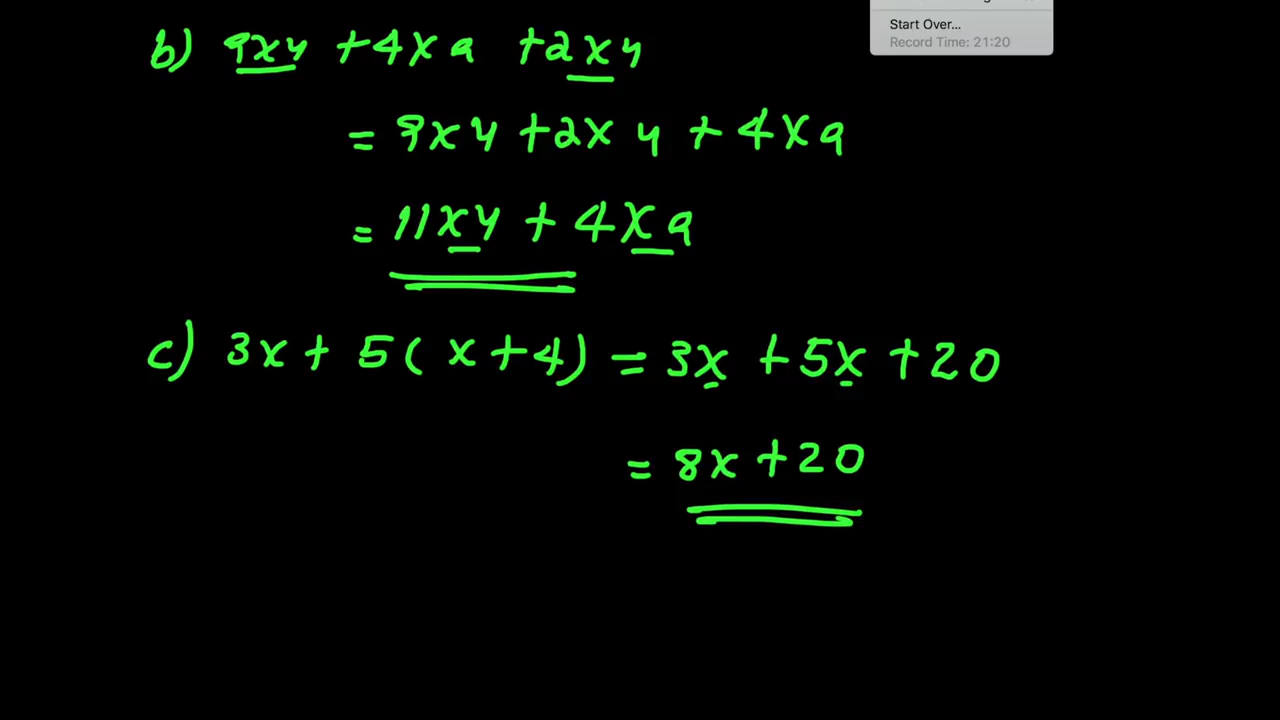 Start Over...
Record Time: 21:20
b) 9xy + 4xa + 2xy
= 9xy + 2xy + 4xa
= 11xy + 4xa
c) 3x + 5(x+4) = 3x + 5x + 20
= 8x + 20